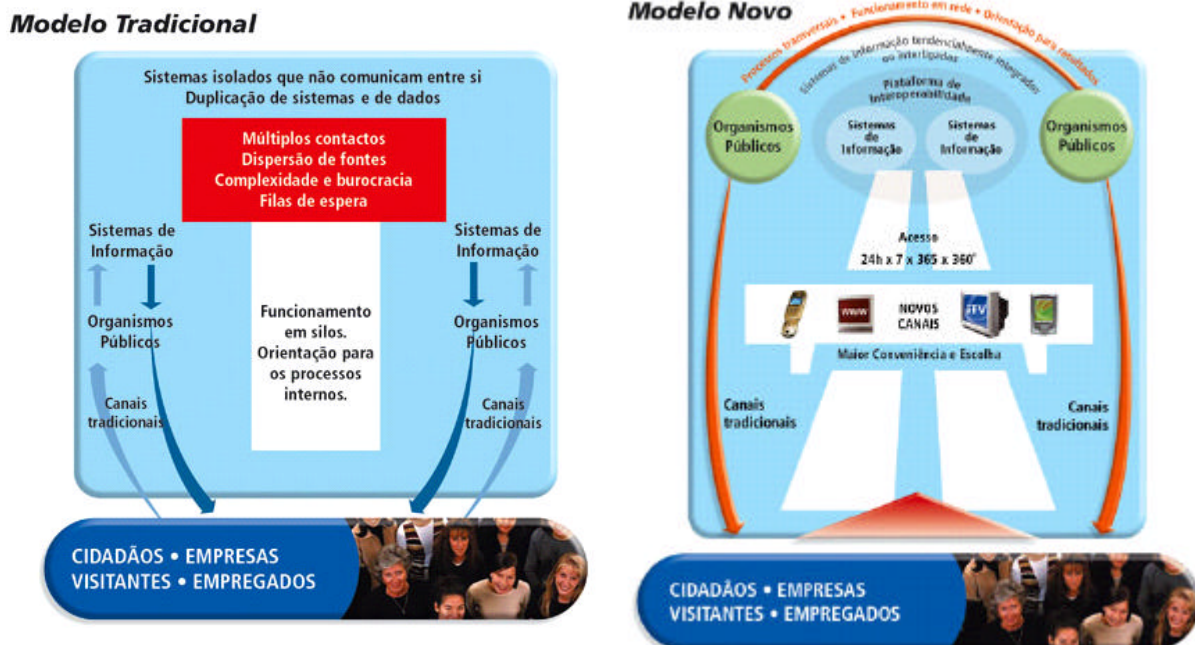 Modelo Tradicional
Sistemas isolados que não comunicam entre si
Duplicação de sistemas e de dados
Múltiplos contactos
Dispersão de fontes
Complexidade e burocracia
Filas de espera
Sistemas de
Informação
Organismos
Públicos
Canais
tradicionais
Funcionamento
em silos.
Orientação para
os processos
internos.
Sistemas de
Informação
Organismos
Públicos
Canais
tradicionais
CIDADÃOS • EMPRESAS
VISITANTES • EMPREGADOS
Modelo Novo
Processos transversais • Funcionamento em rede • Orientação para resultados
Sistemas de informação tendencialmente integrados
ou interligados
Plataforma de
Interoperabilidade
Organismos
Públicos
Sistemas
de
Informação
Sistemas
de
Informação
Organismos
Públicos
Acesso
24h x 7 x 365 x 360°
WWW
NOVOS
CANAIS
iTV
Maior Conveniência e Escolha
Canais
tradicionais
Canais
tradicionais
CIDADÃOS • EMPRESAS
VISITANTES • EMPREGADOS